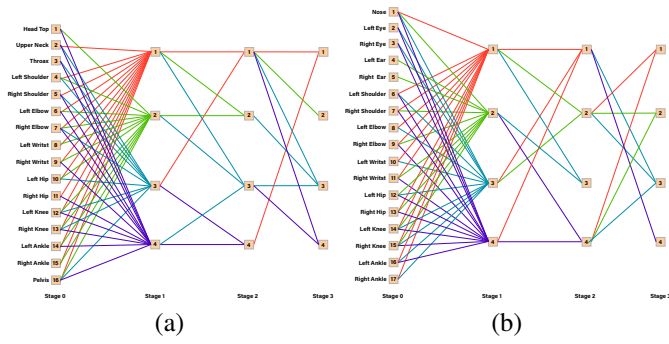 Head Top 1
Upper Neck 2
Throax 3
Left Shoulder 4
Right Shoulder 5
Left Elbow 6
Right Elbow 7
Left Writst 8
Right Writst 9
Left Hip 10
Right Hip 11
Left Knee 12
Right Knee 13
Left Ankle 14
Right Ankle 15
Pelvis 16
1 1 1
2 2 2
3 3 3
4 4 4
Stage 0 Stage 1 Stage 2 Stage 3
(a)
Nose 1
Left Eye 2
Right Eye 3
Left Ear 4
Right Ear 5
Left Shoulder 6
Right Shoulder 7
Left Elbow 8
Right Elbow 9
Left Writst 10
Right Writst 11
Left Hip 12
Right Hip 13
Left Knee 14
Right Knee 15
Left Ankle 16
Right Ankle 17
1 1 1
2 2 2
3 3 3
4 4 4
Stage 0 Stage 1 Stage 2 Stage 3
(b)